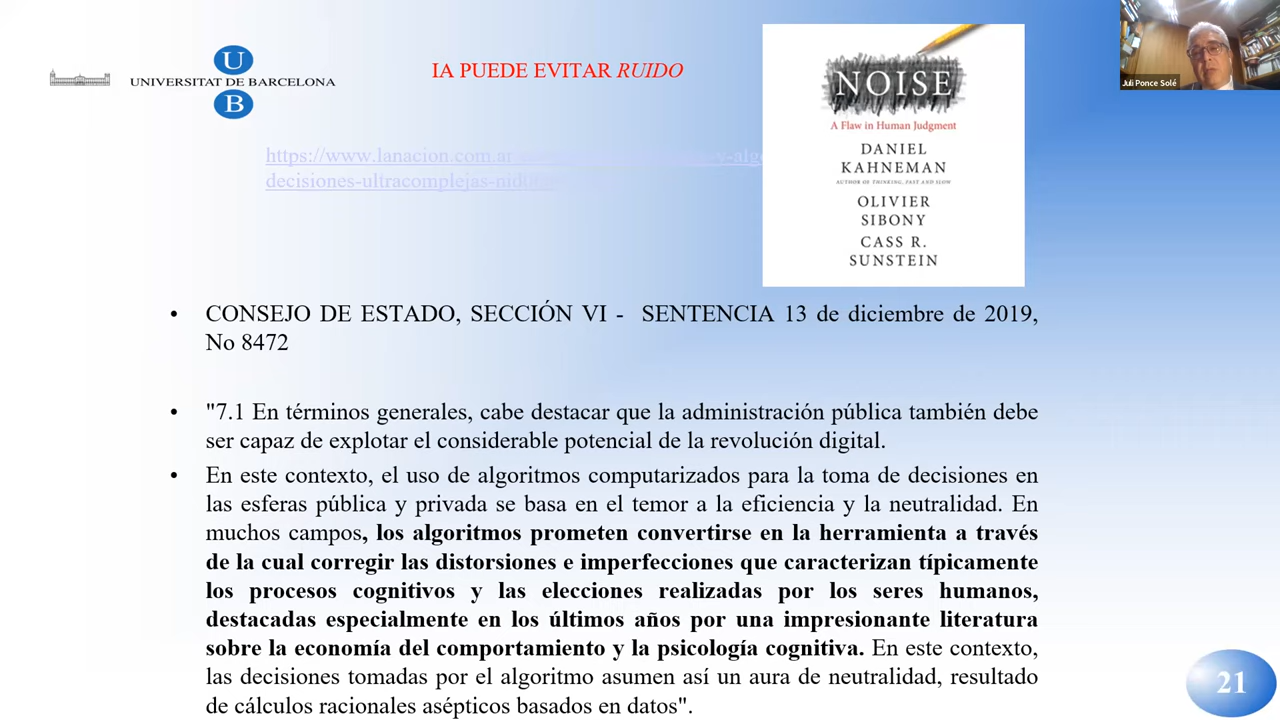 U
UNIVERSITAT DE BARCELONA
B
IA PUEDE EVITAR RUIDO
NOISE
A Flaw in Human Judgment
DANIEL
KAHNEMAN
AUTHOR OF THINKING, FAST AND SLOW
OLIVIER
SIBONY
CASS R.
SUNSTEIN
Juli Ponce Solé
https://www.lanacion.com.ar
decisiones-ultracomplejas-nid0
• CONSEJO DE ESTADO, SECCIÓN VI - SENTENCIA 13 de diciembre de 2019,
No 8472
• "7.1 En términos generales, cabe destacar que la administración pública también debe
ser capaz de explotar el considerable potencial de la revolución digital.
• En este contexto, el uso de algoritmos computarizados para la toma de decisiones en
las esferas pública y privada se basa en el temor a la eficiencia y la neutralidad. En
muchos campos, los algoritmos prometen convertirse en la herramienta a través
de la cual corregir las distorsiones e imperfecciones que caracterizan típicamente
los procesos cognitivos y las elecciones realizadas por los seres humanos,
destacadas especialmente en los últimos años por una impresionante literatura
sobre la economía del comportamiento y la psicología cognitiva. En este contexto,
las decisiones tomadas por el algoritmo asumen así un aura de neutralidad, resultado
de cálculos racionales asépticos basados en datos".
21